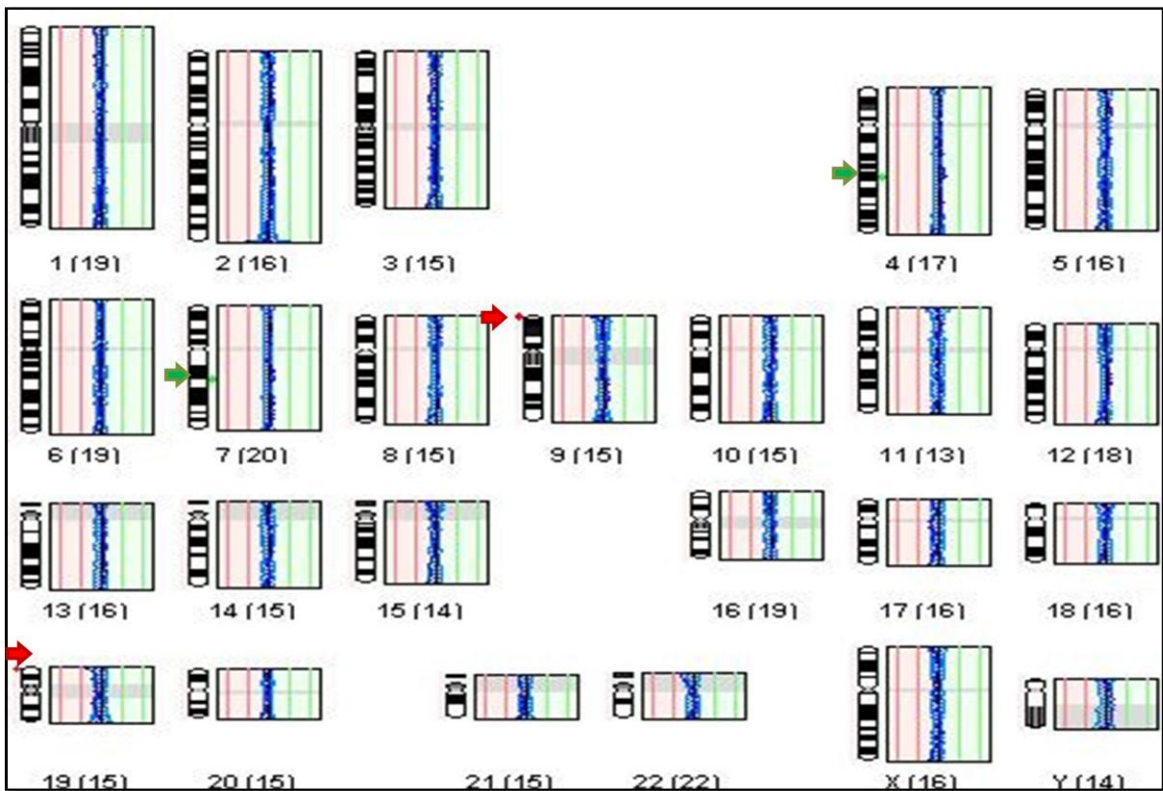 1 (19) 2 (16) 3 (15) 4 (17) 5 (16)
6 (19) 7 (20) 8 (15) 9 (15) 10 (15) 11 (13) 12 (18)
13 (16) 14 (15) 15 (14) 16 (19) 17 (16) 18 (16)
19 (15) 20 (15) 21 (15) 22 (22) X (16) Y (14)